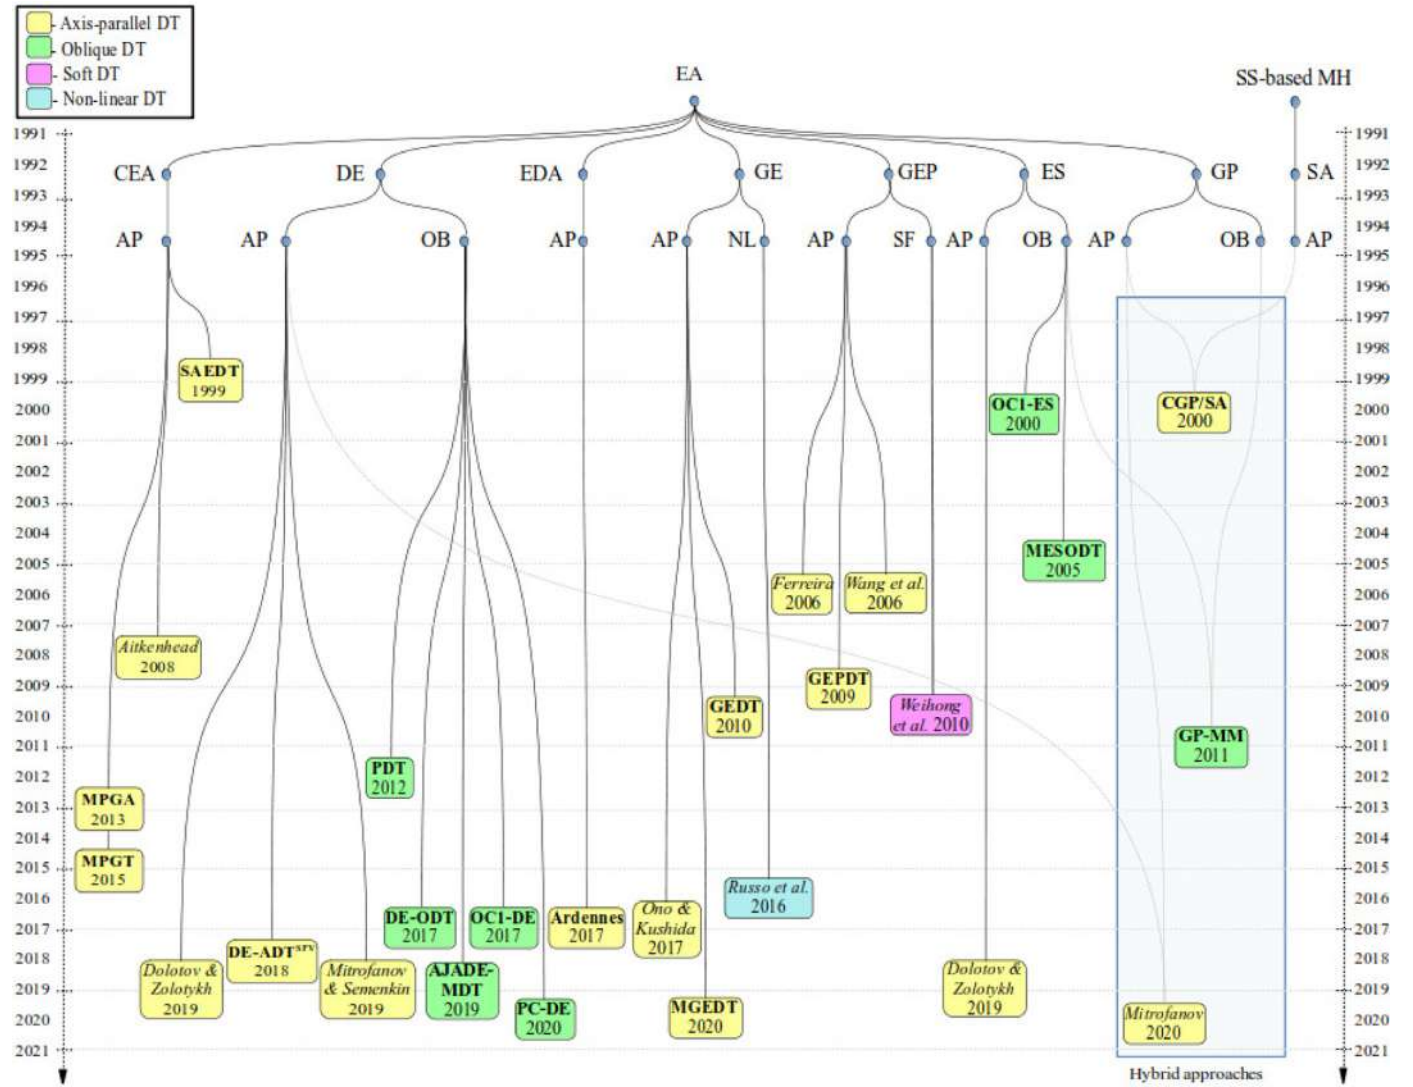 - Axis-parallel DT
- Oblique DT
- Soft DT
- Non-linear DT
EA
SS-based MH
1991
1992
1993
1994
1995
1996
1997
1998
1999
2000
2001
2002
2003
2004
2005
2006
2007
2008
2009
2010
2011
2012
2013
2014
2015
2016
2017
2018
2019
2020
2021
CEA
DE
EDA
GE
GEP
ES
GP
SA
AP
AP
OB
AP
AP
NL
AP
SF
AP
OB
AP
OB
AP
SAEDT
1999
OC1-ES
2000
CGP/SA
2000
MESODT
2005
Ferreira
2006
Wang et al.
2006
Aitkenhead
2008
GEPDT
2009
GEDT
2010
Weihong
et al. 2010
GP-MM
2011
PDT
2012
MPGA
2013
MPGT
2015
Russo et al.
2016
DE-ODT
2017
OC1-DE
2017
Ardennes
2017
Ono &
Kushida
2017
DE-ADTˢᴾⱽ
2018
Dolotov &
Zolotykh
2019
Mitrofanov
& Semenkin
2019
AJADE-
MDT
2019
PC-DE
2020
MGEDT
2020
Dolotov &
Zolotykh
2019
Mitrofanov
2020
1991
1992
1993
1994
1995
1996
1997
1998
1999
2000
2001
2002
2003
2004
2005
2006
2007
2008
2009
2010
2011
2012
2013
2014
2015
2016
2017
2018
2019
2020
2021
Hybrid approaches